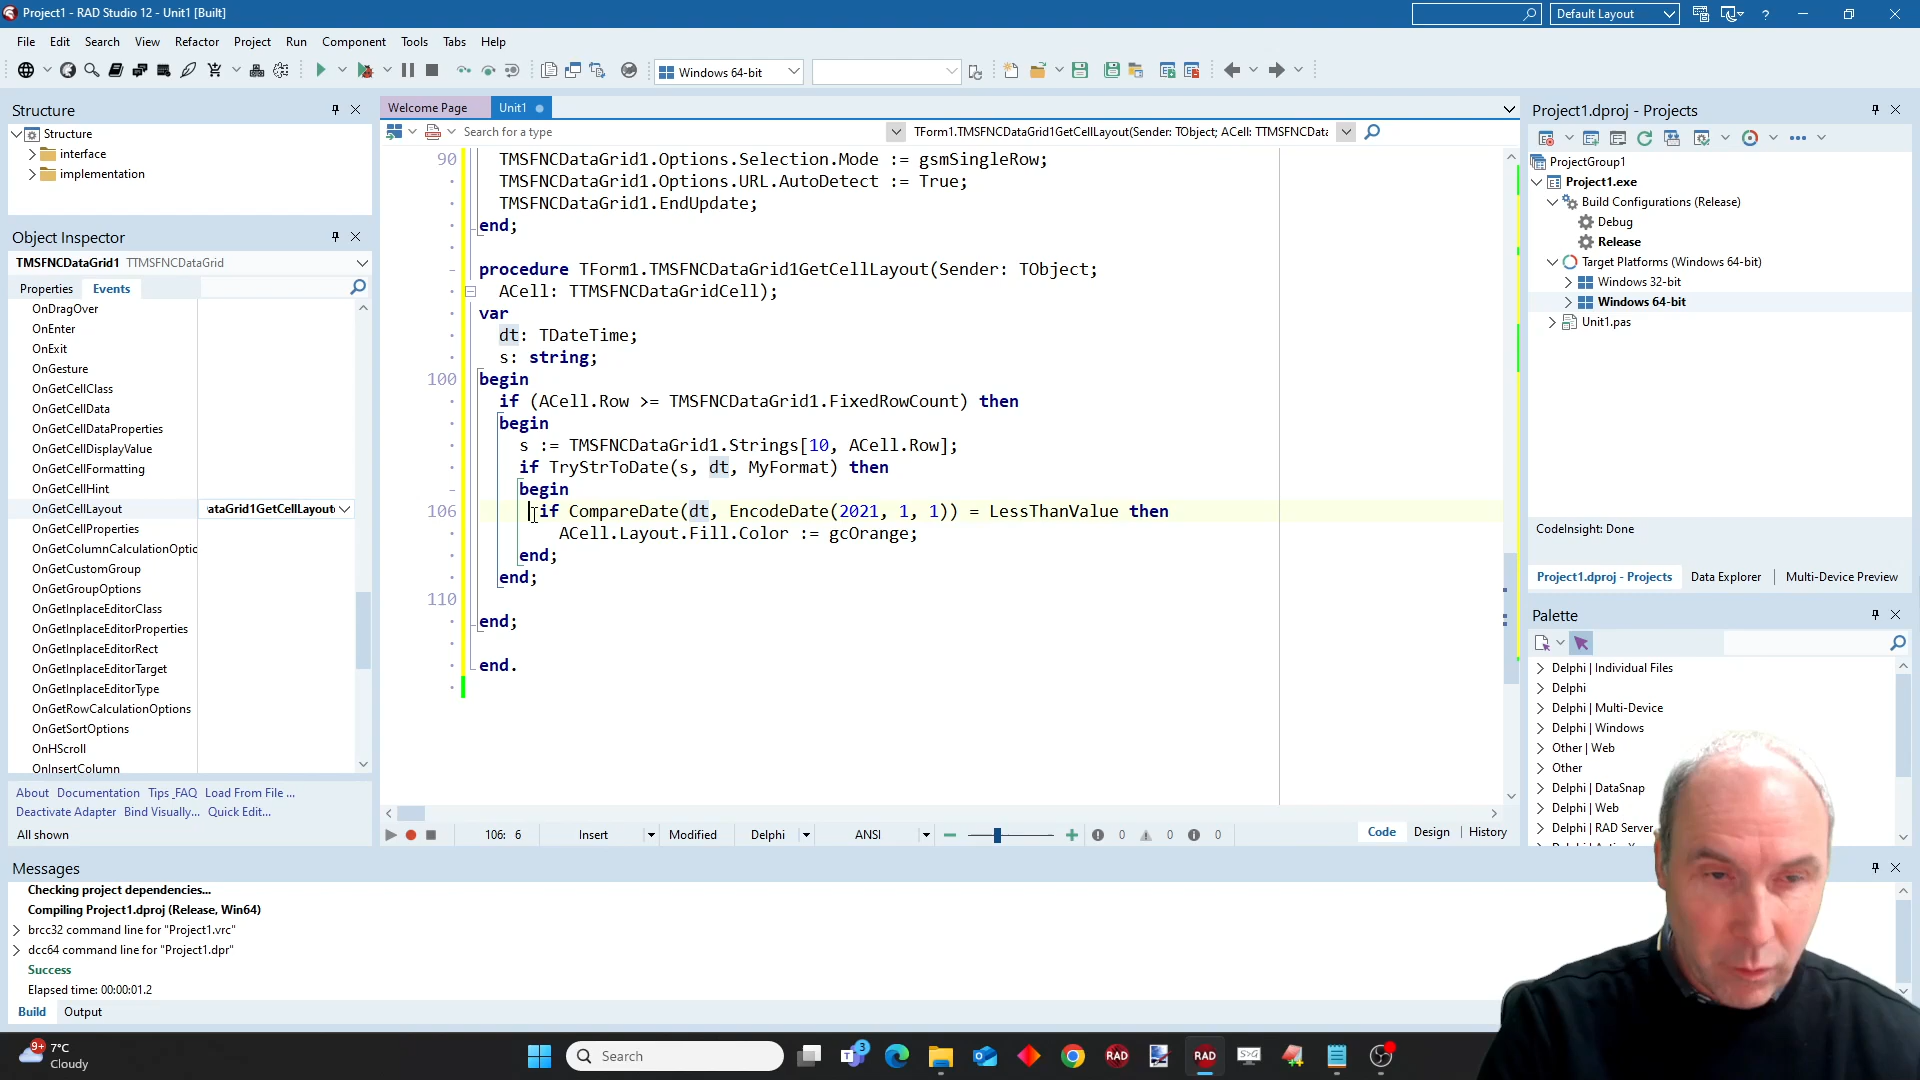 Project1 - RAD Studio 12 - Unit1 [Built]
Default Layout
File Edit Search View Refactor Project Run Component Tools Tabs Help
Windows 64-bit
Structure
Structure
interface
implementation
Object Inspector
TMSFNCDataGrid1 TTMSFNCDataGrid
Properties Events
OnDragOver
OnEnter
OnExit
OnGesture
OnGetCellClass
OnGetCellData
OnGetCellDataProperties
OnGetCellDisplayValue
OnGetCellFormatting
OnGetCellHint
OnGetCellLayout ataGrid1GetCellLayout
OnGetCellProperties
OnGetColumnCalculationOptic
OnGetCustomGroup
OnGetGroupOptions
OnGetInplaceEditorClass
OnGetInplaceEditorProperties
OnGetInplaceEditorRect
OnGetInplaceEditorTarget
OnGetInplaceEditorType
OnGetRowCalculationOptions
OnGetSortOptions
OnHScroll
OnInsertColumn
About Documentation Tips_FAQ Load From File ...
Deactivate Adapter Bind Visually... Quick Edit...
All shown
Welcome Page Unit1
Search for a type TForm1.TMSFNCDataGrid1GetCellLayout(Sender: TObject; ACell: TTMSFNCData
90 TMSFNCDataGrid1.Options.Selection.Mode := gsmSingleRow;
TMSFNCDataGrid1.Options.URL.AutoDetect := True;
TMSFNCDataGrid1.EndUpdate;
end;
procedure TForm1.TMSFNCDataGrid1GetCellLayout(Sender: TObject;
ACell: TTMSFNCDataGridCell);
var
dt: TDateTime;
s: string;
100 begin
if (ACell.Row >= TMSFNCDataGrid1.FixedRowCount) then
begin
s := TMSFNCDataGrid1.Strings[10, ACell.Row];
if TryStrToDate(s, dt, MyFormat) then
begin
106 if CompareDate(dt, EncodeDate(2021, 1, 1)) = LessThanValue then
ACell.Layout.Fill.Color := gcOrange;
end;
end;
110
end;
end.
106: 6 Insert Modified Delphi ANSI 0 0 0 Code Design History
Project1.dproj - Projects
ProjectGroup1
Project1.exe
Build Configurations (Release)
Debug
Release
Target Platforms (Windows 64-bit)
Windows 32-bit
Windows 64-bit
Unit1.pas
CodeInsight: Done
Project1.dproj - Projects Data Explorer Multi-Device Preview
Palette
Delphi | Individual Files
Delphi
Delphi | Multi-Device
Delphi | Windows
Other | Web
Other
Delphi | DataSnap
Delphi | Web
Delphi | RAD Server
Messages
Checking project dependencies...
Compiling Project1.dproj (Release, Win64)
brcc32 command line for "Project1.vrc"
dcc64 command line for "Project1.dpr"
Success
Elapsed time: 00:00:01.2
Build Output
9+ 7°C
Cloudy
Search
3
RAD
RAD